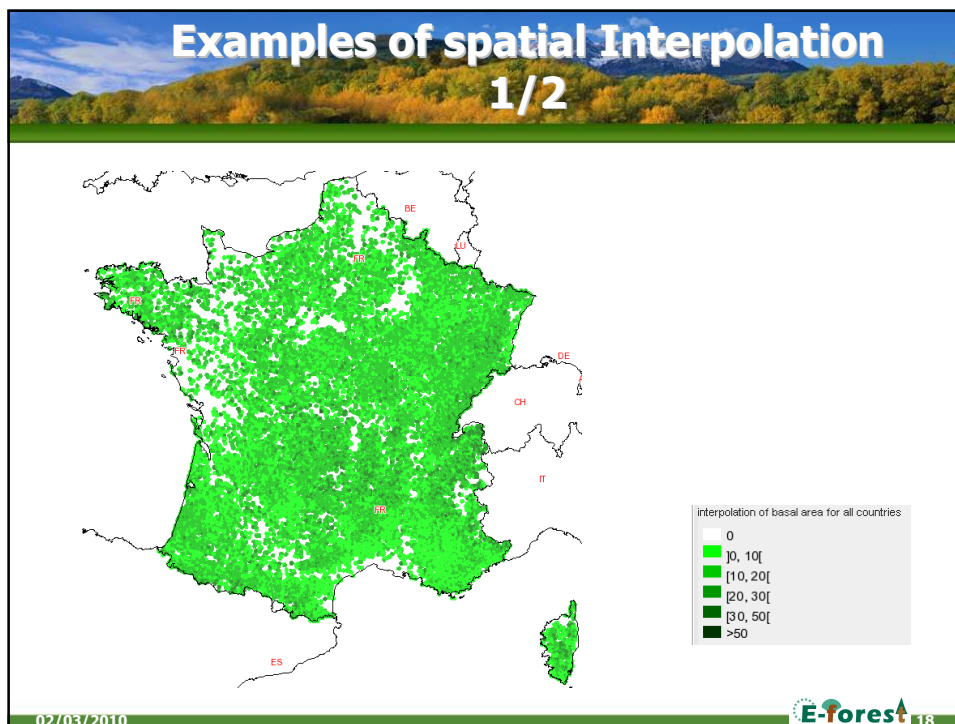 Examples of spatial Interpolation
1/2
BE
LU
FR
FR
FR
DE
CH
IT
FR
ES
interpolation of basal area for all countries
0
]0, 10[
[10, 20[
[20, 30[
[30, 50[
>50
02/03/2010
E-forest
18